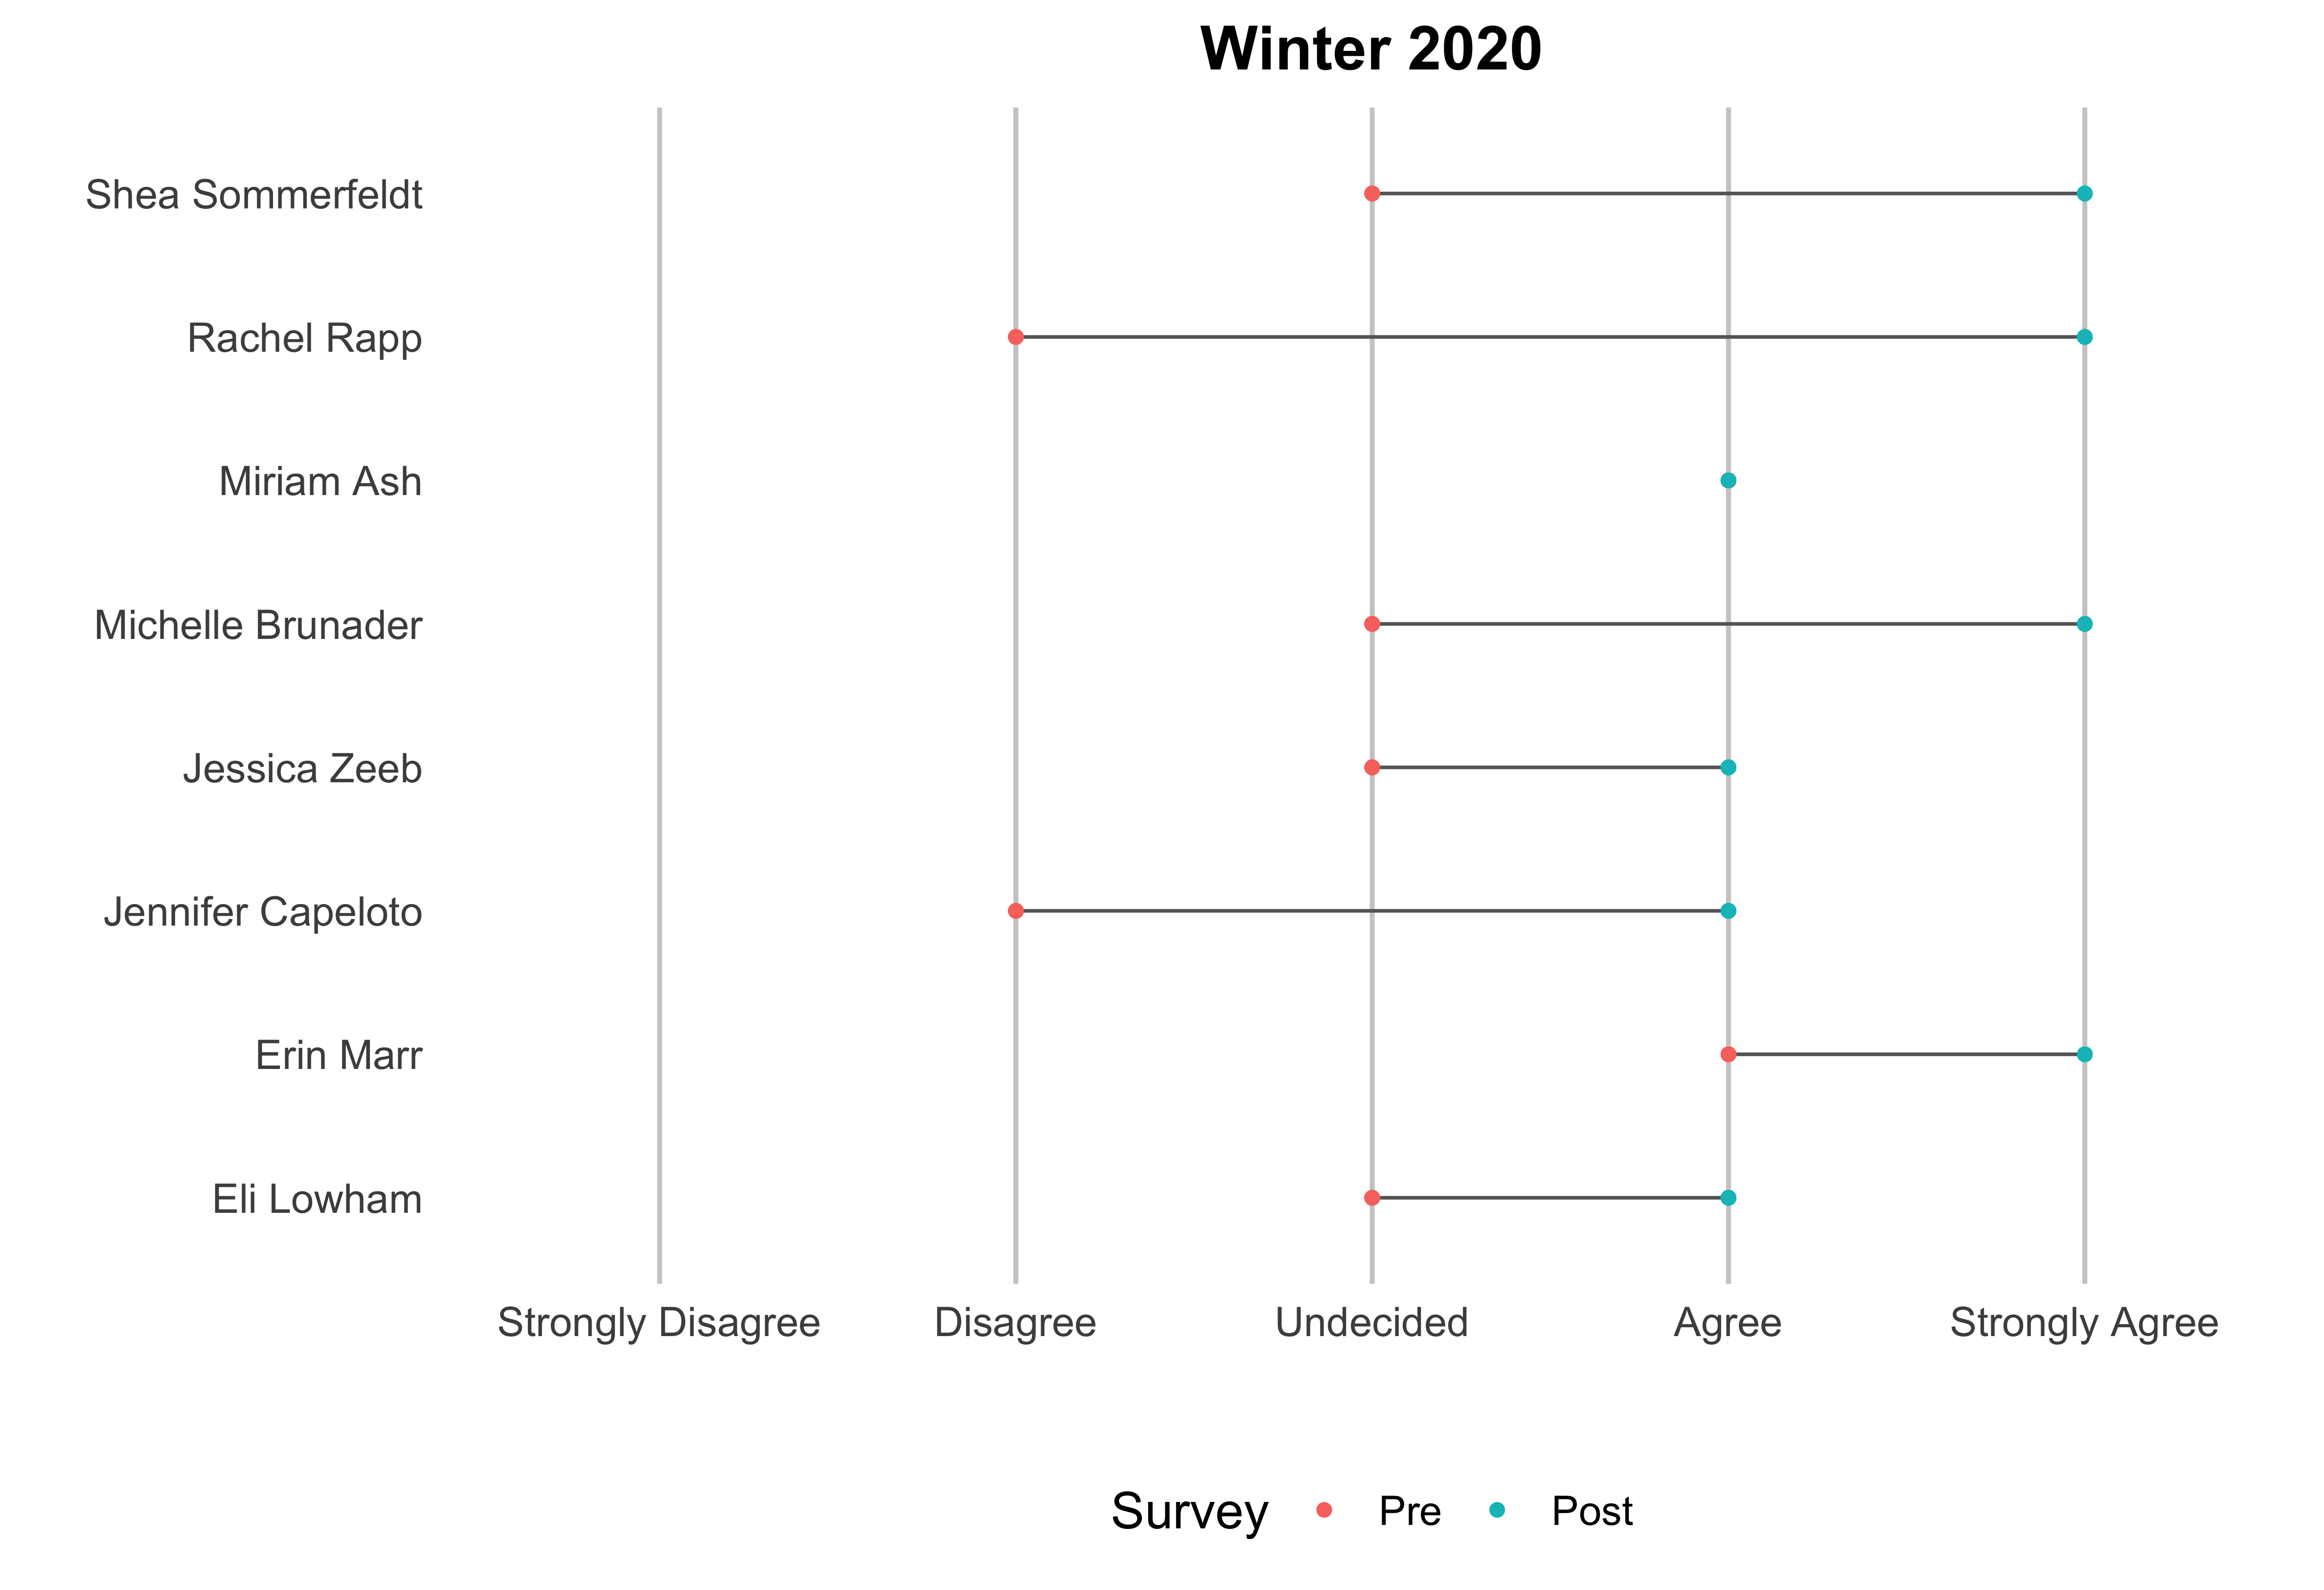 Winter 2020
Shea Sommerfeldt
Rachel Rapp
Miriam Ash
Michelle Brunader
Jessica Zeeb
Jennifer Capeloto
Erin Marr
Eli Lowham
Strongly Disagree Disagree Undecided Agree Strongly Agree
Survey Pre Post